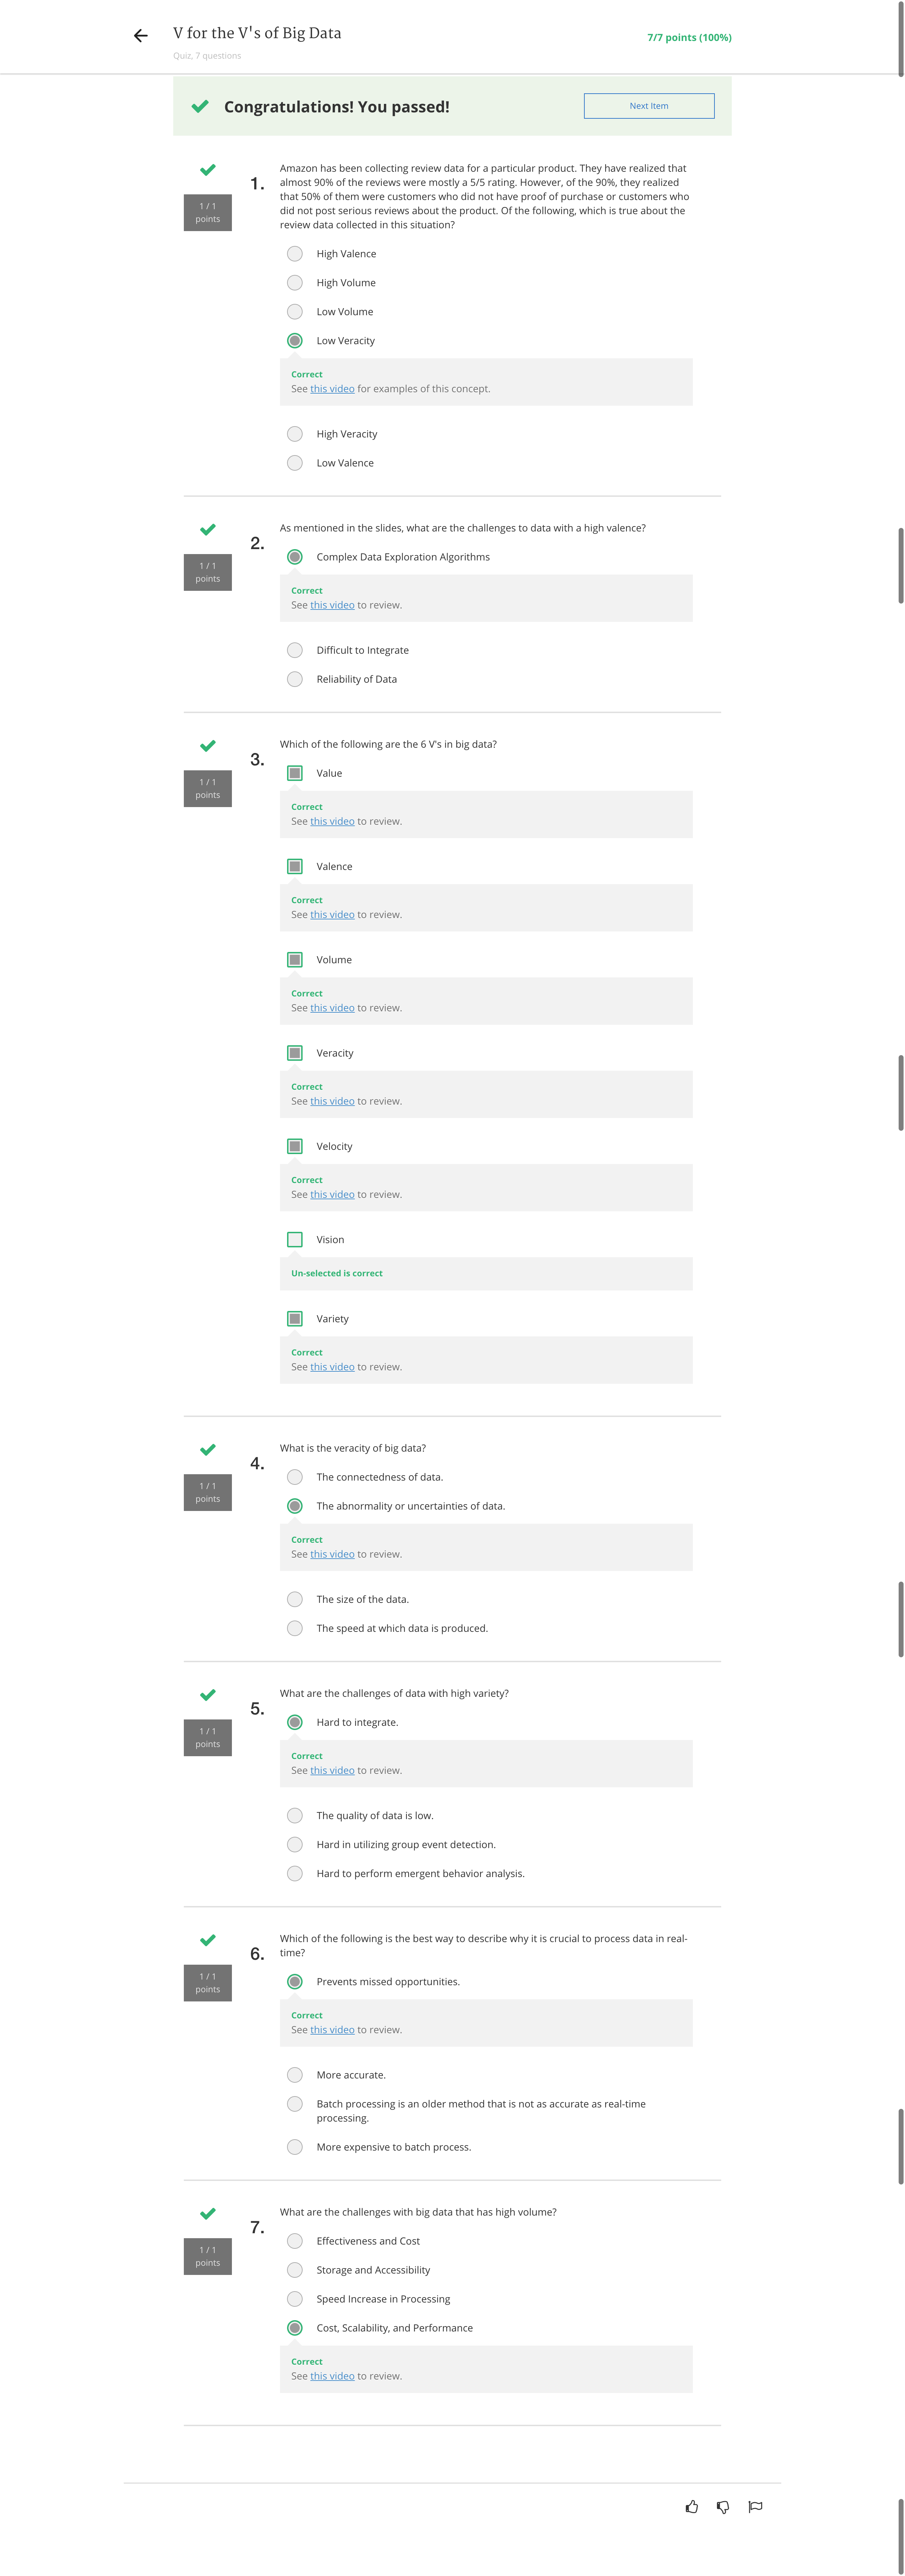 V for the V's of Big Data
7/7 points (100%)
Quiz, 7 questions
Congratulations! You passed!
Next Item
1 / 1
points
1.
Amazon has been collecting review data for a particular product. They have realized that
almost 90% of the reviews were mostly a 5/5 rating. However, of the 90%, they realized
that 50% of them were customers who did not have proof of purchase or customers who
did not post serious reviews about the product. Of the following, which is true about the
review data collected in this situation?
High Valence
High Volume
Low Volume
Low Veracity
Correct
See this video for examples of this concept.
High Veracity
Low Valence
1 / 1
points
2.
As mentioned in the slides, what are the challenges to data with a high valence?
Complex Data Exploration Algorithms
Correct
See this video to review.
Difficult to Integrate
Reliability of Data
1 / 1
points
3.
Which of the following are the 6 V's in big data?
Value
Correct
See this video to review.
Valence
Correct
See this video to review.
Volume
Correct
See this video to review.
Veracity
Correct
See this video to review.
Velocity
Correct
See this video to review.
Vision
Un-selected is correct
Variety
Correct
See this video to review.
1 / 1
points
4.
What is the veracity of big data?
The connectedness of data.
The abnormality or uncertainties of data.
Correct
See this video to review.
The size of the data.
The speed at which data is produced.
1 / 1
points
5.
What are the challenges of data with high variety?
Hard to integrate.
Correct
See this video to review.
The quality of data is low.
Hard in utilizing group event detection.
Hard to perform emergent behavior analysis.
1 / 1
points
6.
Which of the following is the best way to describe why it is crucial to process data in real-
time?
Prevents missed opportunities.
Correct
See this video to review.
More accurate.
Batch processing is an older method that is not as accurate as real-time
processing.
More expensive to batch process.
1 / 1
points
7.
What are the challenges with big data that has high volume?
Effectiveness and Cost
Storage and Accessibility
Speed Increase in Processing
Cost, Scalability, and Performance
Correct
See this video to review.